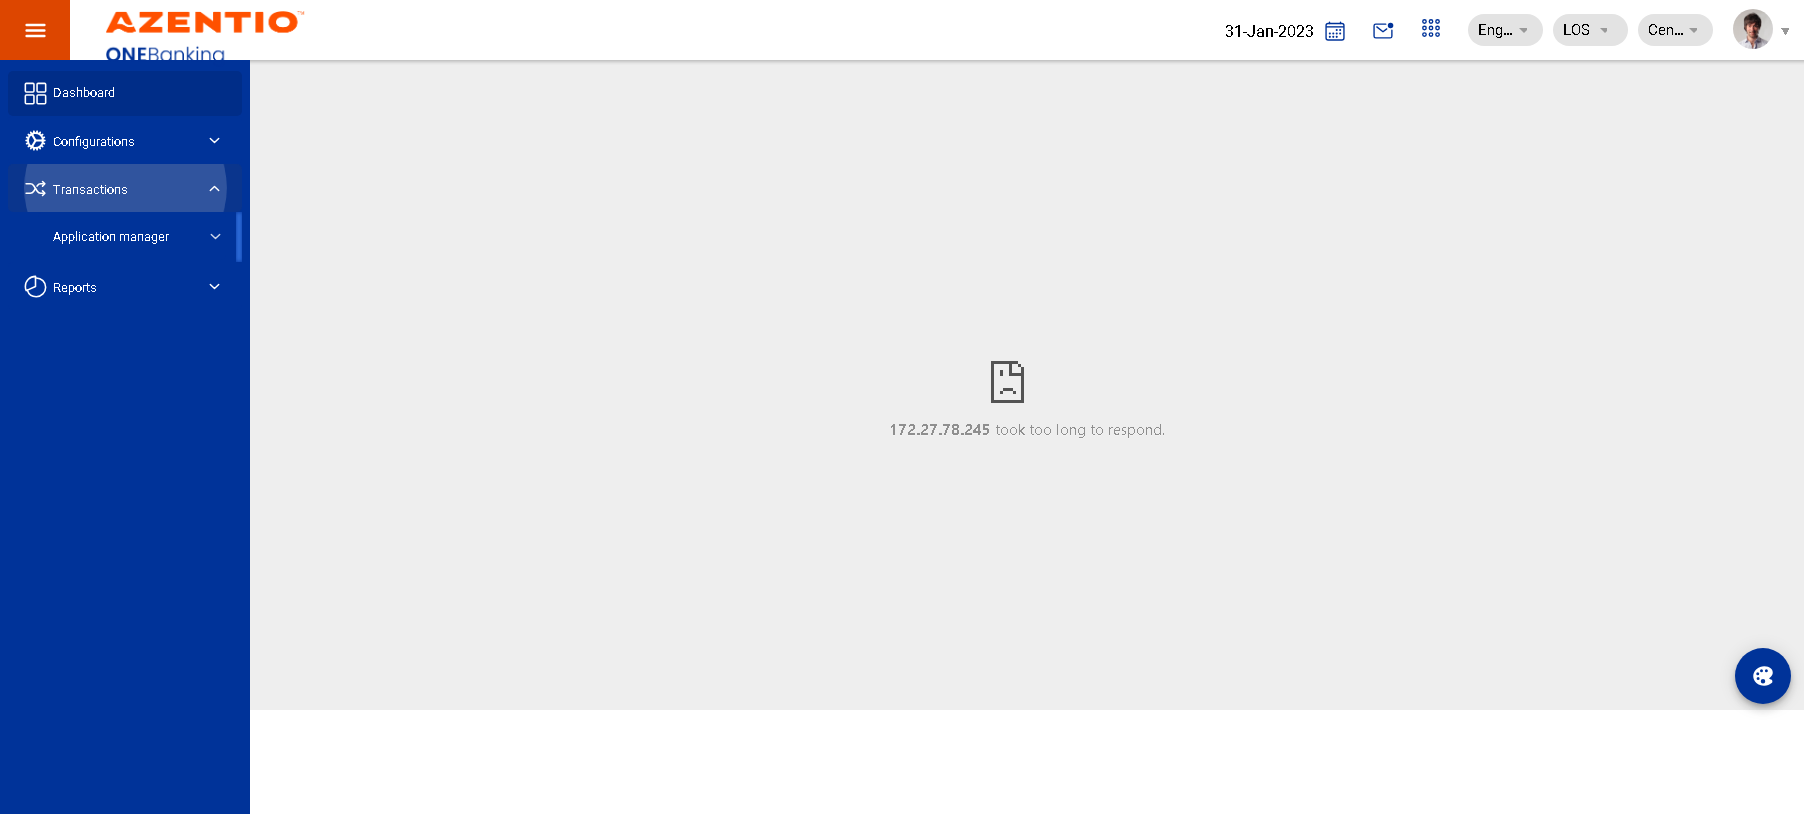 AZENTIO™
ONEBanking
31-Jan-2023
Eng...
LOS
Cen...
Dashboard
Configurations
Transactions
Application manager
Reports
172.27.78.245 took too long to respond.